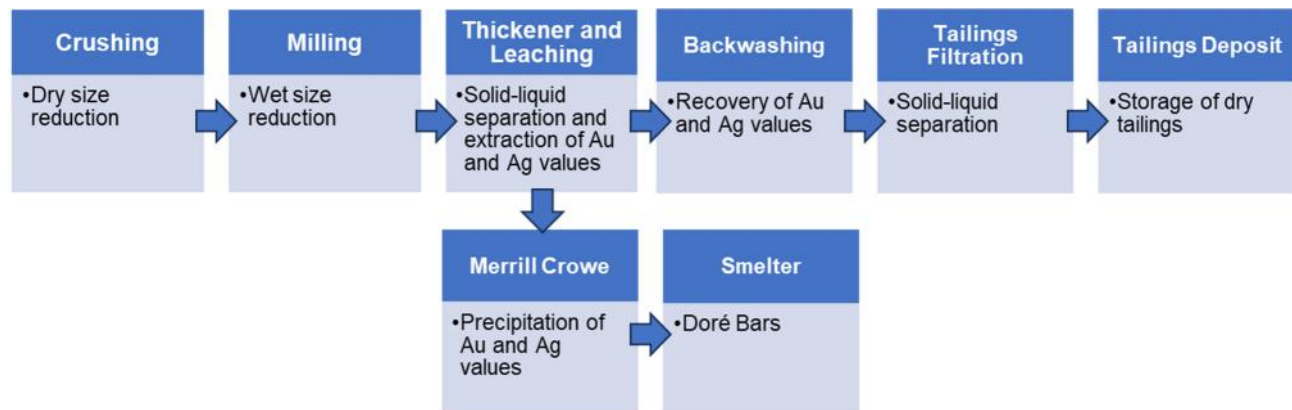 Crushing
•Dry size
reduction
Milling
•Wet size
reduction
Thickener and
Leaching
•Solid-liquid
separation and
extraction of Au
and Ag values
Backwashing
•Recovery of Au
and Ag values
Tailings
Filtration
•Solid-liquid
separation
Tailings Deposit
•Storage of dry
tailings
Merrill Crowe
•Precipitation of
Au and Ag
values
Smelter
•Doré Bars